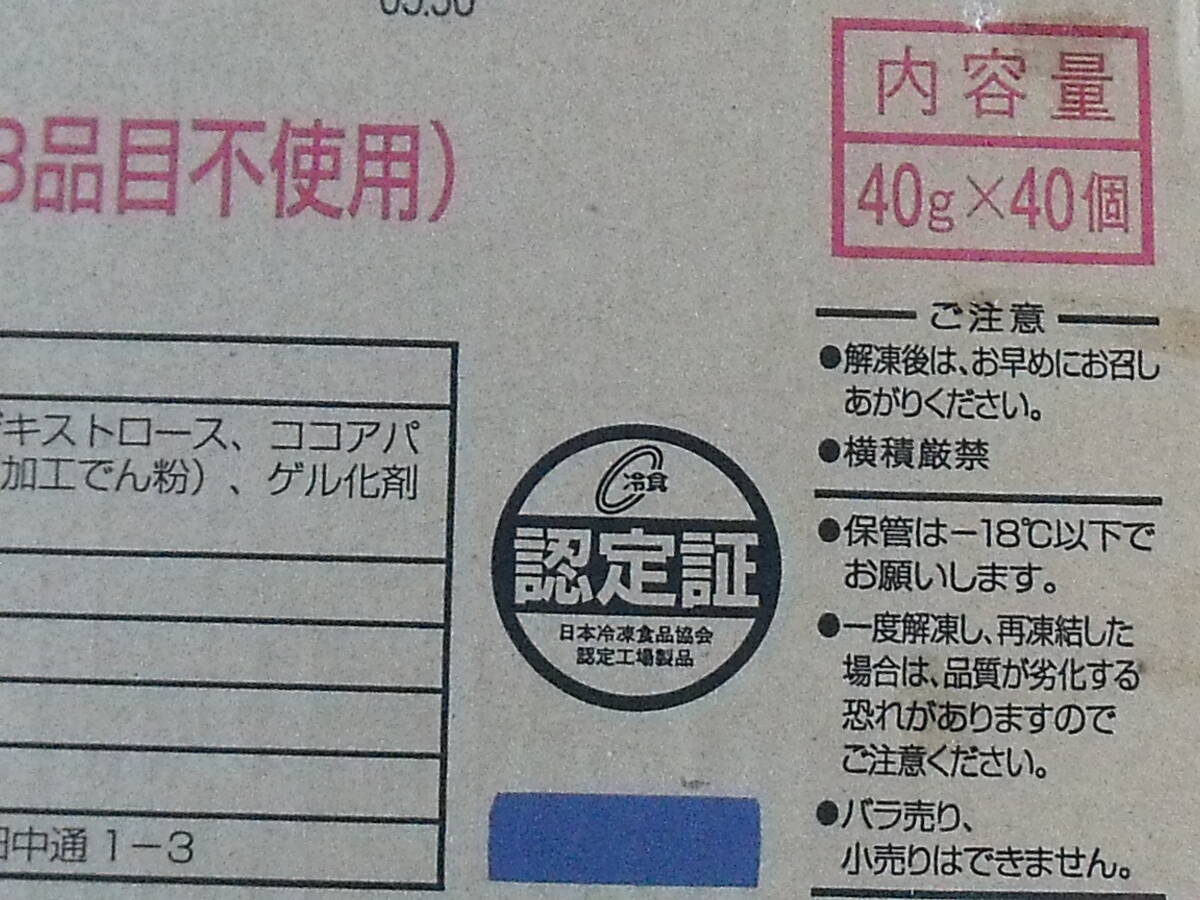 05:30
品目不使用）
内容量
40g×40個
ご注意
●解凍後は、お早めにお召し
あがりください。
●横積厳禁
キストロース、ココアパ
加工でん粉）、ゲル化剤
冷食
認定証
日本冷凍食品協会
認定工場製品
●保管は－18℃以下で
お願いします。
●一度解凍し、再凍結した
場合は、品質が劣化する
恐れがありますので
ご注意ください。
●バラ売り、
小売りはできません。
中通1－3